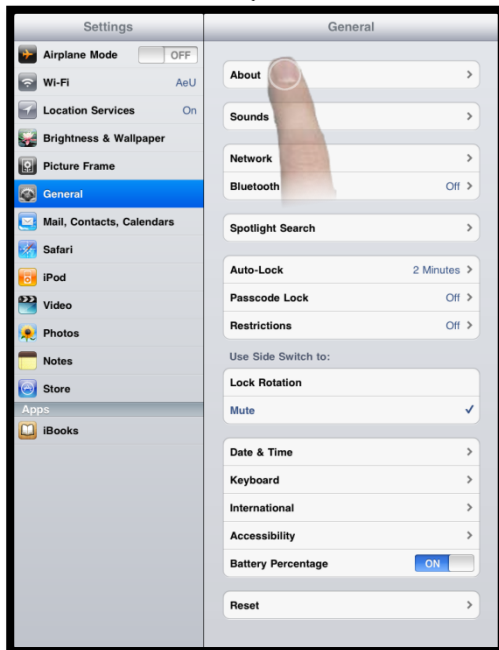 Settings
Airplane Mode OFF
Wi-Fi AeU
Location Services On
Brightness & Wallpaper
Picture Frame
General
Mail, Contacts, Calendars
Safari
iPod
Video
Photos
Notes
Store
Apps
iBooks
General
About
Sounds
Network
Bluetooth Off
Spotlight Search
Auto-Lock 2 Minutes
Passcode Lock Off
Restrictions Off
Use Side Switch to:
Lock Rotation
Mute
Date & Time
Keyboard
International
Accessibility
Battery Percentage ON
Reset